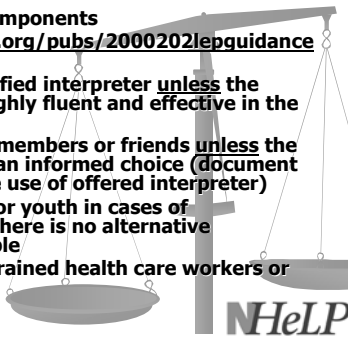 mponents
.org/pubs/2000202lepguidance
fied interpreter unless the
ghly fluent and effective in the
members or friends unless the
an informed choice (document
e use of offered interpreter)
or youth in cases of
here is no alternative
le
rained health care workers or
NHeLP